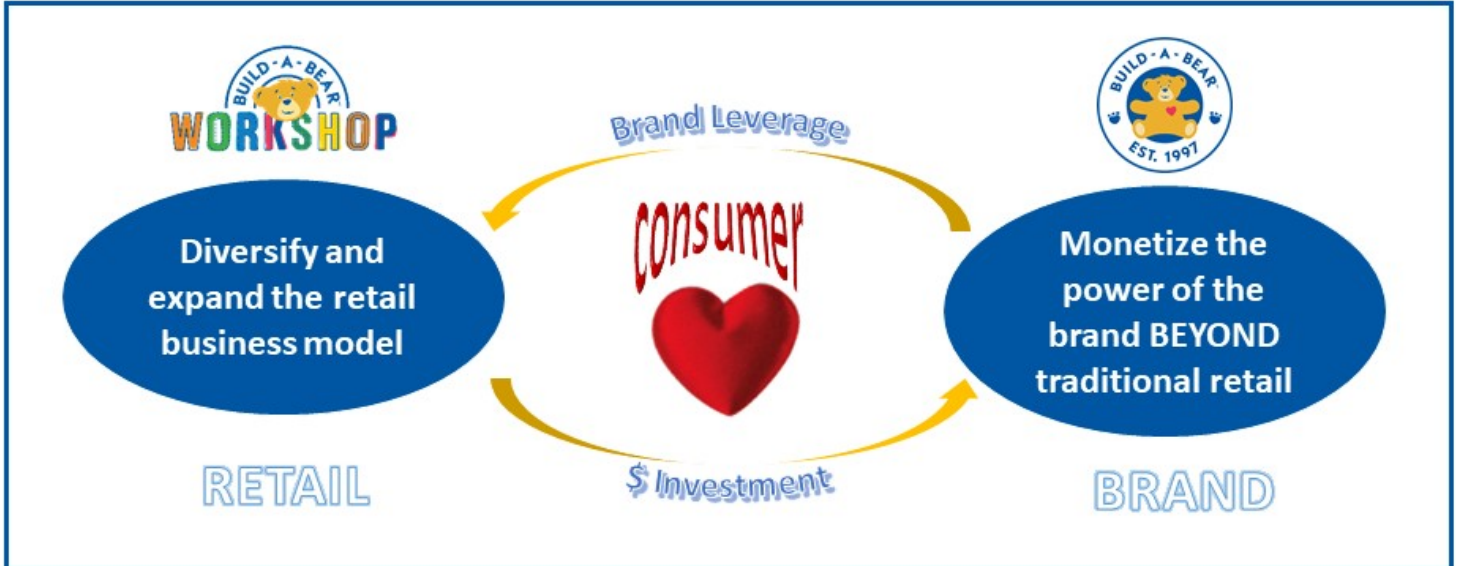 BUILD-A-BEAR
WORKSHOP
BUILD-A-BEAR
EST. 1997
Brand Leverage
consumer
Diversify and
expand the retail
business model
Monetize the
power of the
brand BEYOND
traditional retail
$ Investment
RETAIL
BRAND